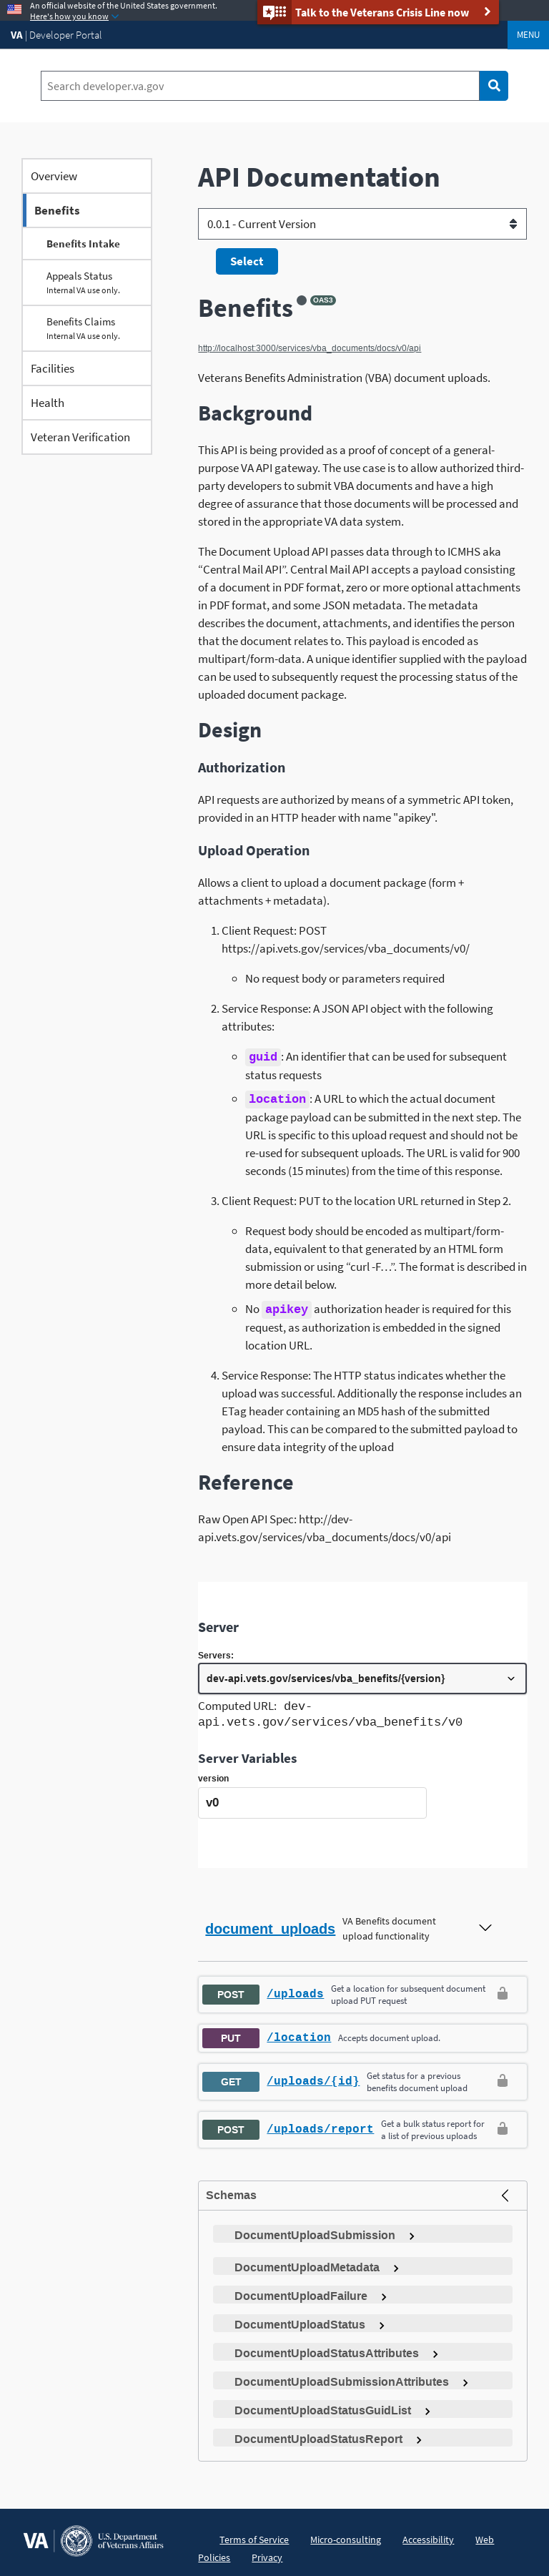 An official website of the United States government.
Here's how you know
Talk to the Veterans Crisis Line now
VA | Developer Portal
MENU
Search developer.va.gov
Overview
Benefits
Benefits Intake
Appeals Status
Internal VA use only.
Benefits Claims
Internal VA use only.
Facilities
Health
Veteran Verification
API Documentation
0.0.1 - Current Version
Select
Benefits OAS3
http://localhost:3000/services/vba_documents/docs/v0/api
Veterans Benefits Administration (VBA) document uploads.
Background
This API is being provided as a proof of concept of a general-
purpose VA API gateway. The use case is to allow authorized third-
party developers to submit VBA documents and have a high
degree of assurance that those documents will be processed and
stored in the appropriate VA data system.
The Document Upload API passes data through to ICMHS aka
“Central Mail API”. Central Mail API accepts a payload consisting
of a document in PDF format, zero or more optional attachments
in PDF format, and some JSON metadata. The metadata
describes the document, attachments, and identifies the person
that the document relates to. This payload is encoded as
multipart/form-data. A unique identifier supplied with the payload
can be used to subsequently request the processing status of the
uploaded document package.
Design
Authorization
API requests are authorized by means of a symmetric API token,
provided in an HTTP header with name "apikey".
Upload Operation
Allows a client to upload a document package (form +
attachments + metadata).
1. Client Request: POST
https://api.vets.gov/services/vba_documents/v0/
No request body or parameters required
2. Service Response: A JSON API object with the following
attributes:
guid : An identifier that can be used for subsequent
status requests
location : A URL to which the actual document
package payload can be submitted in the next step. The
URL is specific to this upload request and should not be
re-used for subsequent uploads. The URL is valid for 900
seconds (15 minutes) from the time of this response.
3. Client Request: PUT to the location URL returned in Step 2.
Request body should be encoded as multipart/form-
data, equivalent to that generated by an HTML form
submission or using “curl -F…”. The format is described in
more detail below.
No apikey authorization header is required for this
request, as authorization is embedded in the signed
location URL.
4. Service Response: The HTTP status indicates whether the
upload was successful. Additionally the response includes an
ETag header containing an MD5 hash of the submitted
payload. This can be compared to the submitted payload to
ensure data integrity of the upload
Reference
Raw Open API Spec: http://dev-
api.vets.gov/services/vba_documents/docs/v0/api
Server
Servers:
dev-api.vets.gov/services/vba_benefits/{version}
Computed URL: dev-
api.vets.gov/services/vba_benefits/v0
Server Variables
version
v0
document_uploads
VA Benefits document
upload functionality
POST /uploads
Get a location for subsequent document
upload PUT request
PUT /location Accepts document upload.
GET /uploads/{id}
Get status for a previous
benefits document upload
POST /uploads/report
Get a bulk status report for
a list of previous uploads
Schemas
DocumentUploadSubmission
DocumentUploadMetadata
DocumentUploadFailure
DocumentUploadStatus
DocumentUploadStatusAttributes
DocumentUploadSubmissionAttributes
DocumentUploadStatusGuidList
DocumentUploadStatusReport
VA
U.S. Department
of Veterans Affairs
Terms of Service Micro-consulting Accessibility Web
Policies Privacy